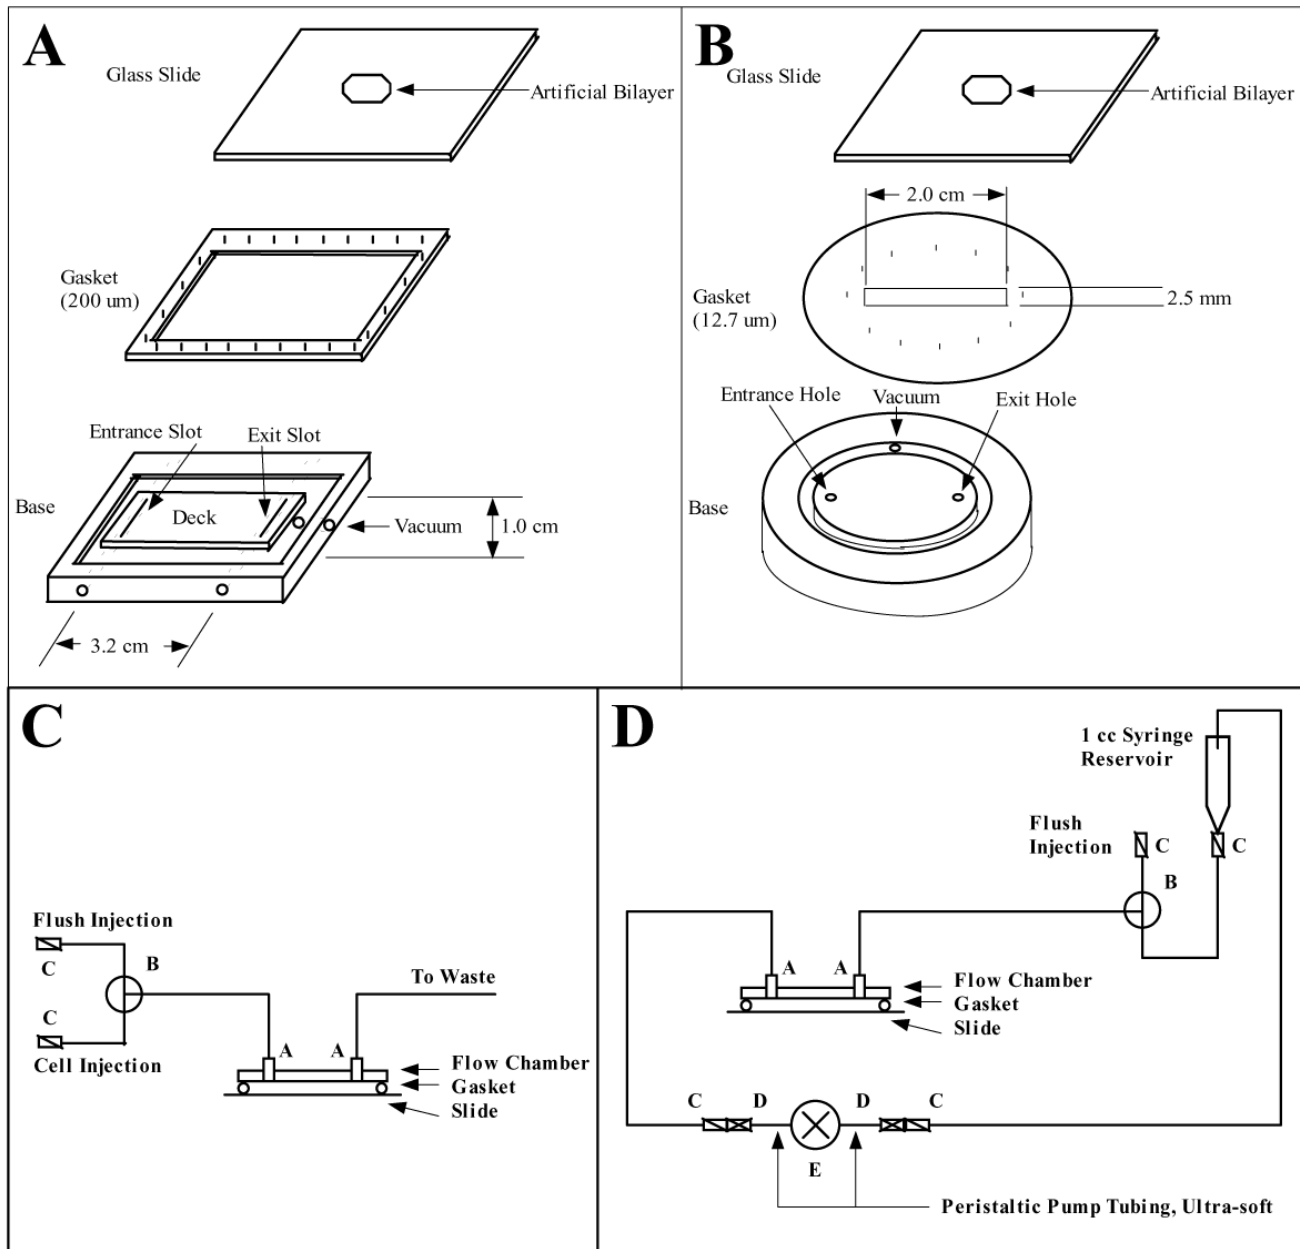 A
Glass Slide
Artificial Bilayer
Gasket
(200 um)
Entrance Slot
Exit Slot
Base
Deck
Vacuum
1.0 cm
3.2 cm
B
Glass Slide
Artificial Bilayer
2.0 cm
Gasket
(12.7 um)
2.5 mm
Entrance Hole
Vacuum
Exit Hole
Base
C
Flush Injection
C
B
To Waste
C
Cell Injection
A
A
Flow Chamber
Gasket
Slide
D
1 cc Syringe
Reservoir
Flush
Injection
C
C
B
A
A
Flow Chamber
Gasket
Slide
C
D
D
C
E
Peristaltic Pump Tubing, Ultra-soft